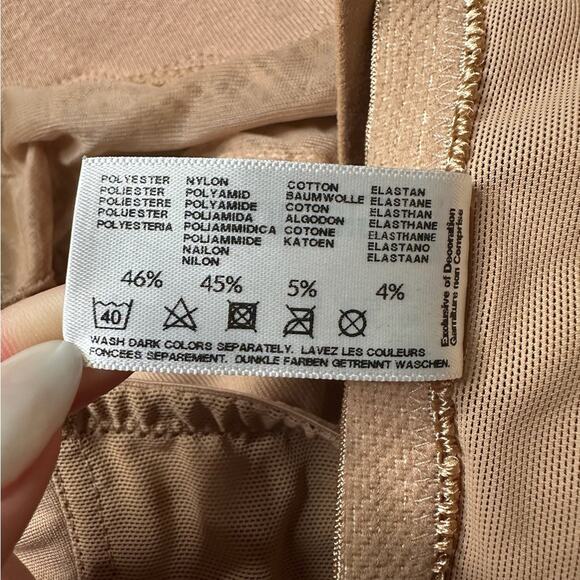 POLYESTER NYLON COTTON ELASTAN
POLIESTER POLYAMID BAUMWOLLE ELASTANE
POLIESTERE POLYAMIDE COTON ELASTHAN
POLUESTER POLIAMIDA ALGODON ELASTHANE
POLYESTERIA POLIAMMIDICA COTONE ELASTHANNE
POLIAMMIDE KATOEN ELASTANO
NAILON ELASTAAN
NILON
46% 45% 5% 4%
40
WASH DARK COLORS SEPARATELY. LAVEZ LES COULEURS
FONCEES SEPAREMENT. DUNKLE FARBEN GETRENNT WASCHEN.
Exclusive of Decoration
Garniture non Comprise